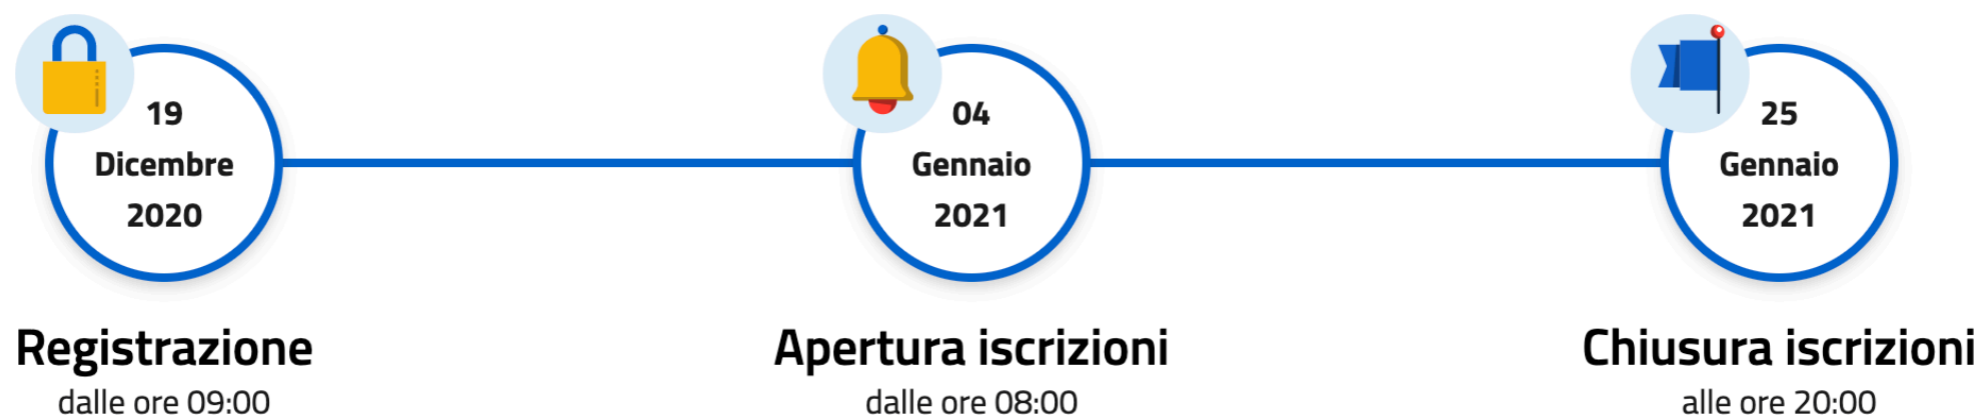 19
Dicembre
2020
Registrazione
dalle ore 09:00
04
Gennaio
2021
Apertura iscrizioni
dalle ore 08:00
25
Gennaio
2021
Chiusura iscrizioni
alle ore 20:00